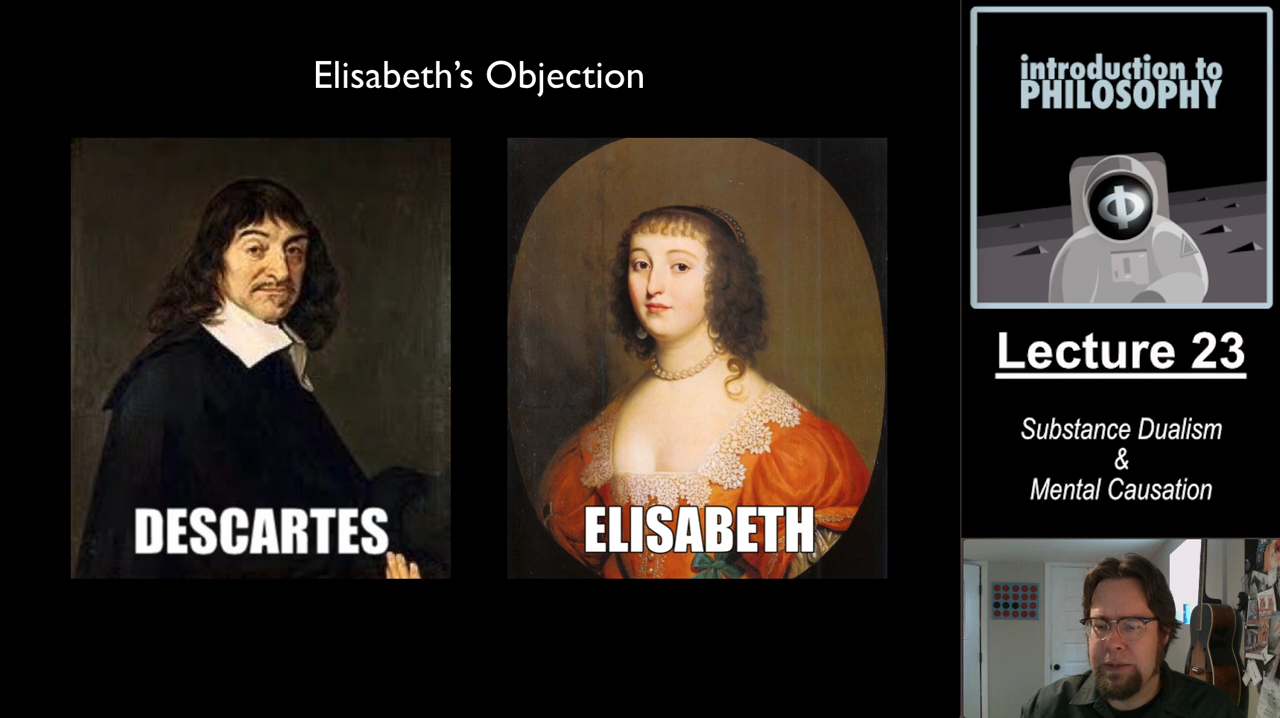 Elisabeth’s Objection
DESCARTES
ELISABETH
introduction to
PHILOSOPHY
Φ
Lecture 23
Substance Dualism
&
Mental Causation